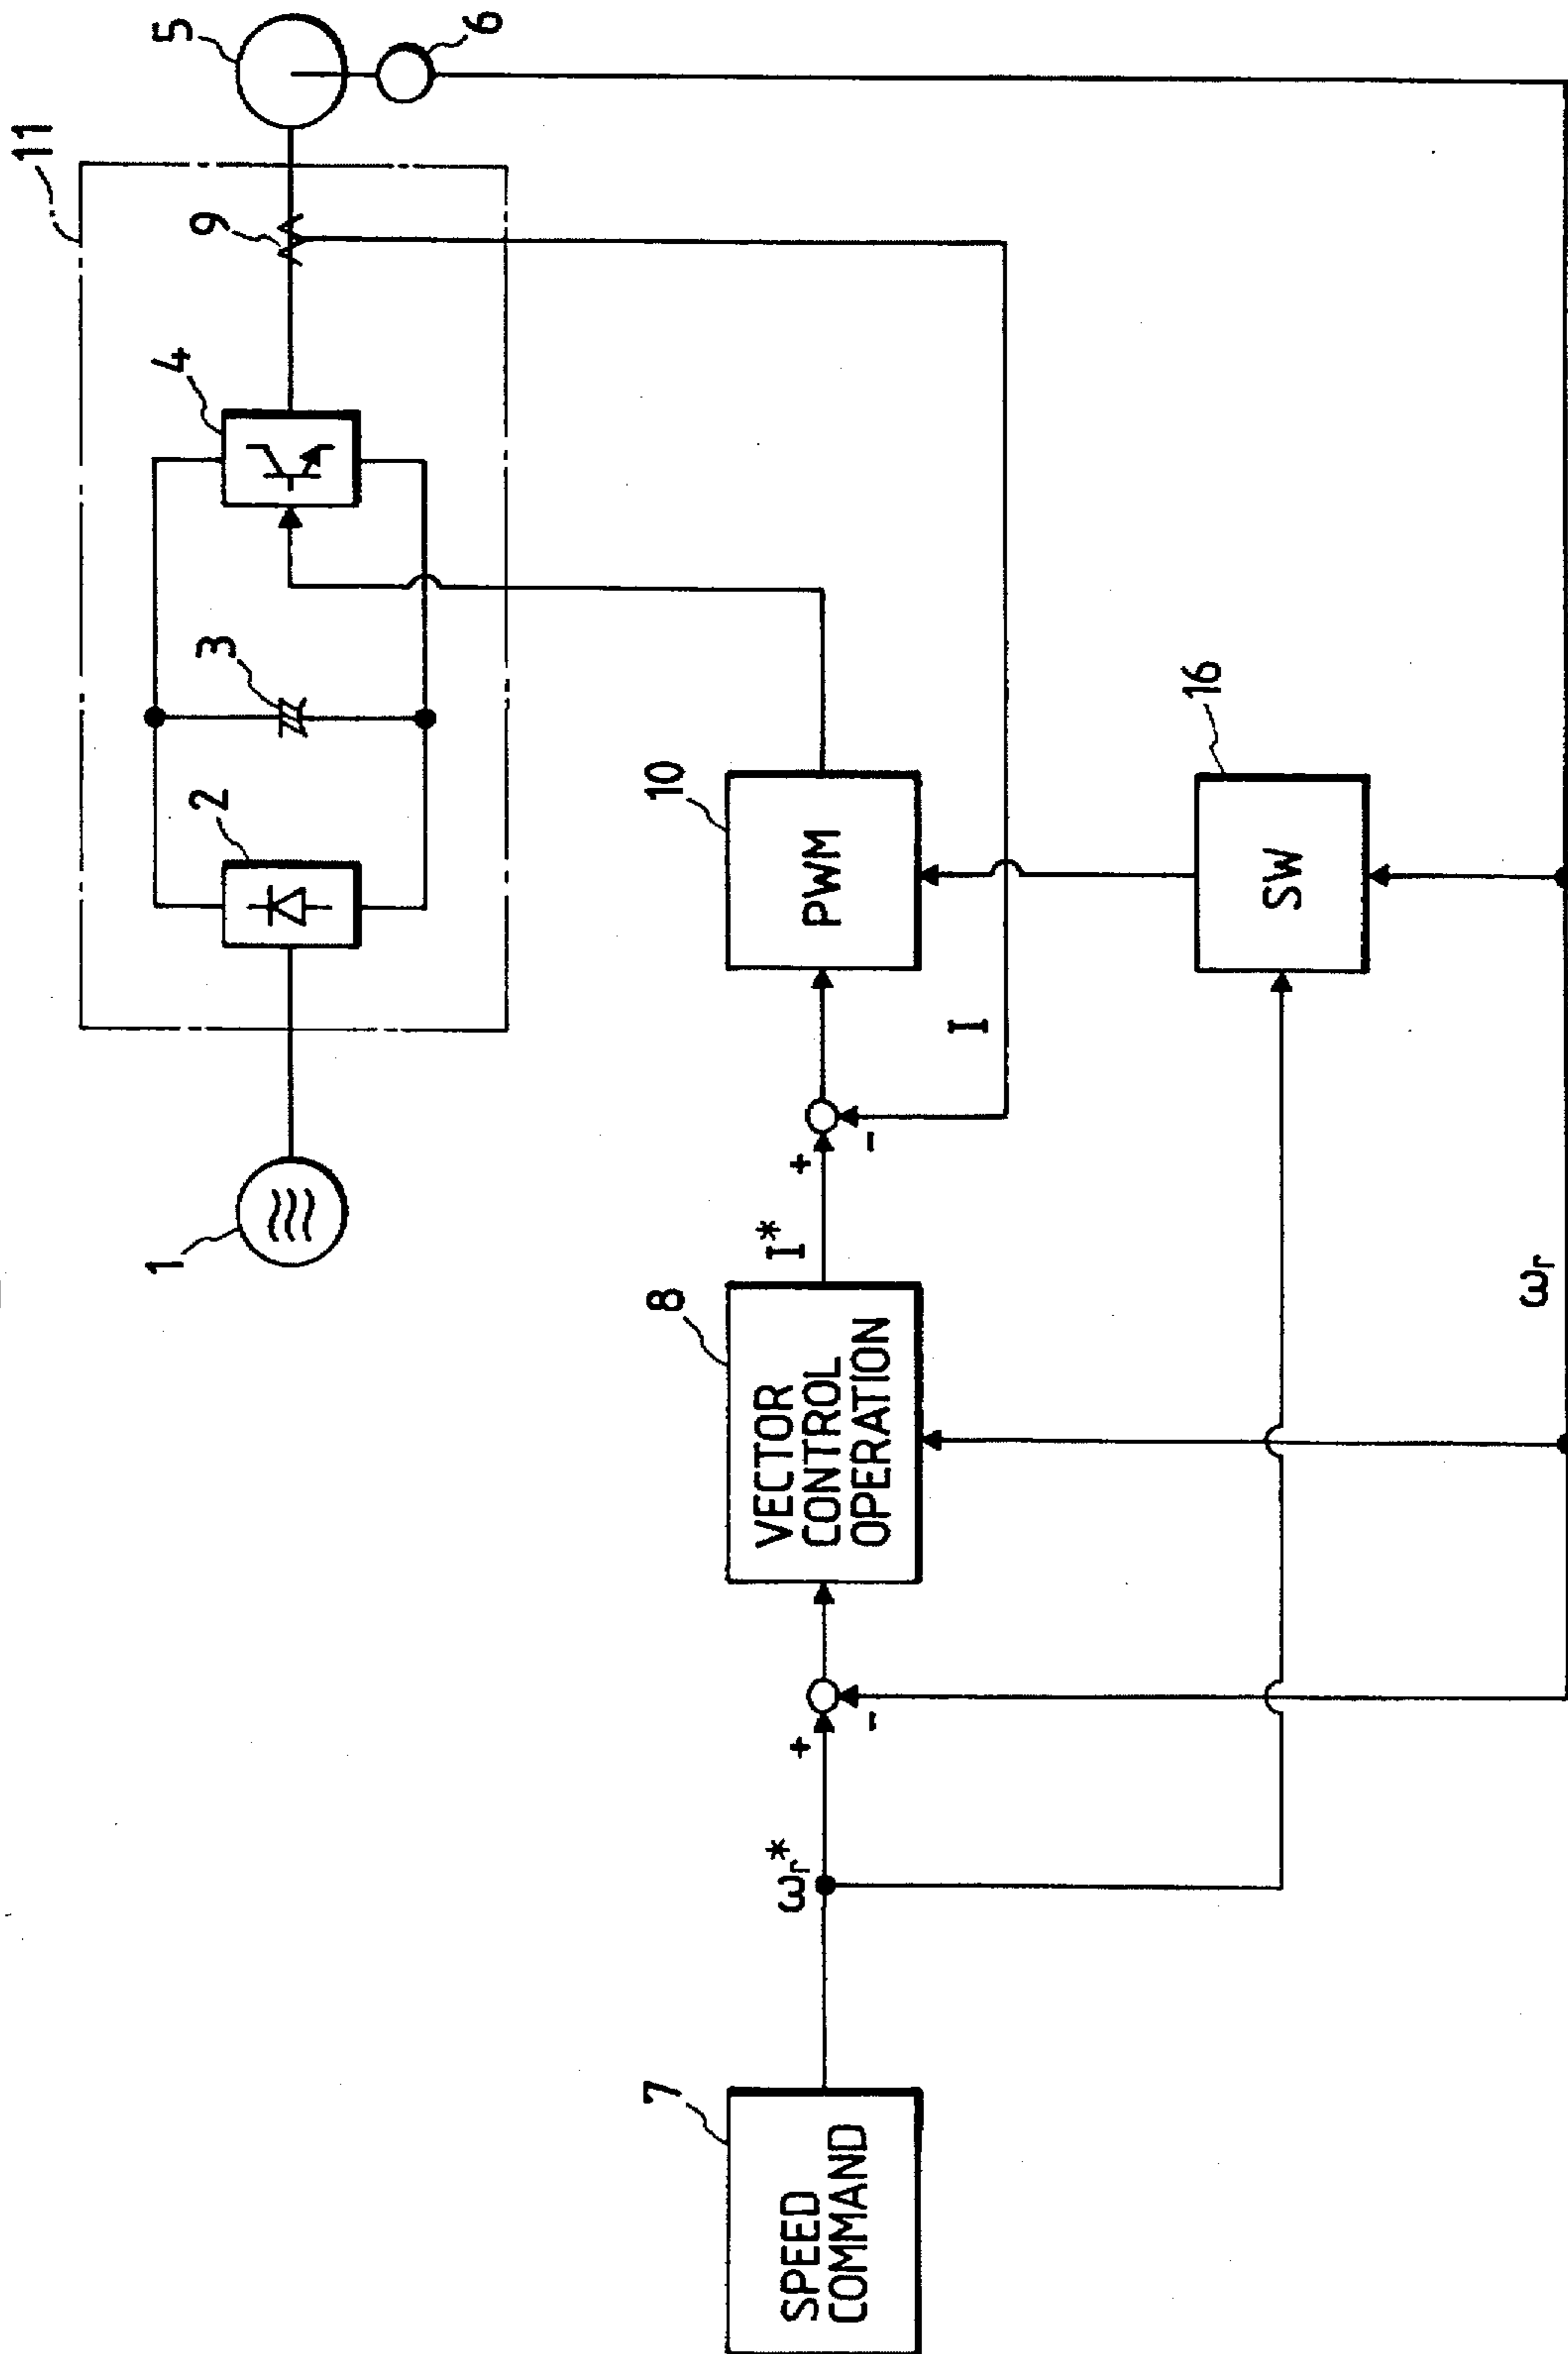 11
5
6
9
4
3
2
1
10
PWM
I
16
SW
8
VECTOR
CONTROL
OPERATION
I*
+
-
ωr
7
SPEED
COMMAND
ωr*
+
-